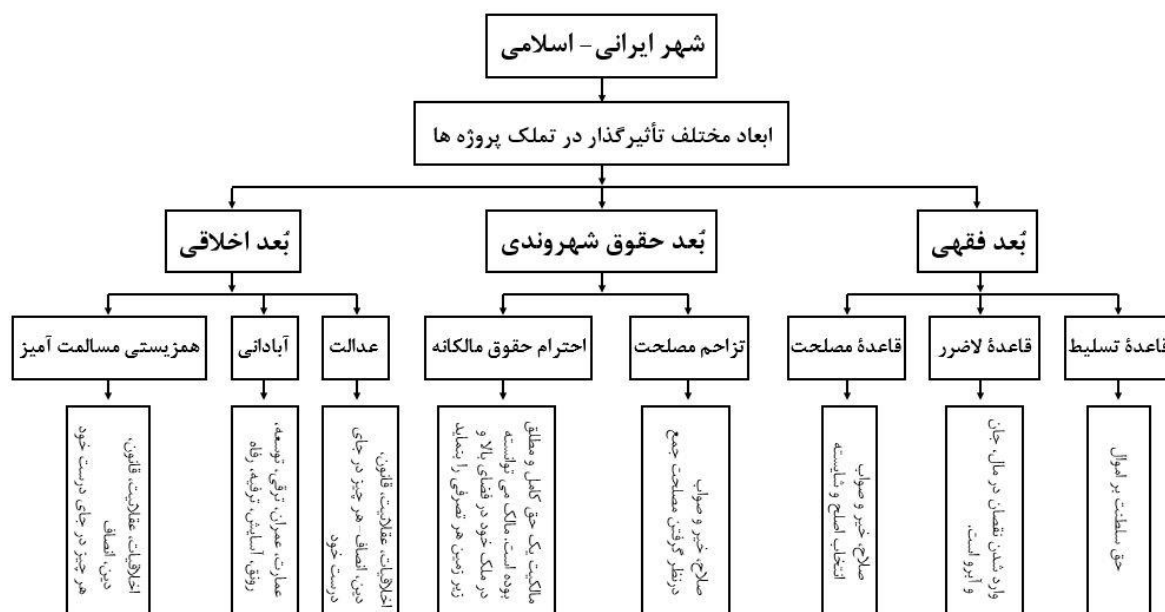 شهر ایرانی - اسلامی
ابعاد مختلف تأثیرگذار در تملک پروژه ها
بُعد فقهی
بُعد حقوق شهروندی
بُعد اخلاقی
قاعدۀ تسلیط
قاعدۀ لاضرر
قاعدۀ مصلحت
تزاحم مصلحت
احترام حقوق مالکانه
عدالت
آبادانی
همزیستی مسالمت آمیز
حق سلطنت بر اموال
وارد شدن نقصان در مال، جان
و آبرو است.
صلاح، خیر و صواب
انتخاب اصلح و شایسته
صلاح، خیر و صواب
درنظر گرفتن مصلحت جمع
مالکیت یک حق کامل و مطلق
بوده است. مالک می توانسته
در ملک خود در فضای بالا و
زیر زمین هر تصرفی را بنماید
اخلاقیات، عقلانیت، قانون،
دین، انصاف - هر چیز در جای
درست خود
عمارت، عمران، ترقی، توسعه،
رونق، آسایش، ترفیه، رفاه
اخلاقیات، عقلانیت، قانون،
دین، انصاف
هر چیز در جای درست خود